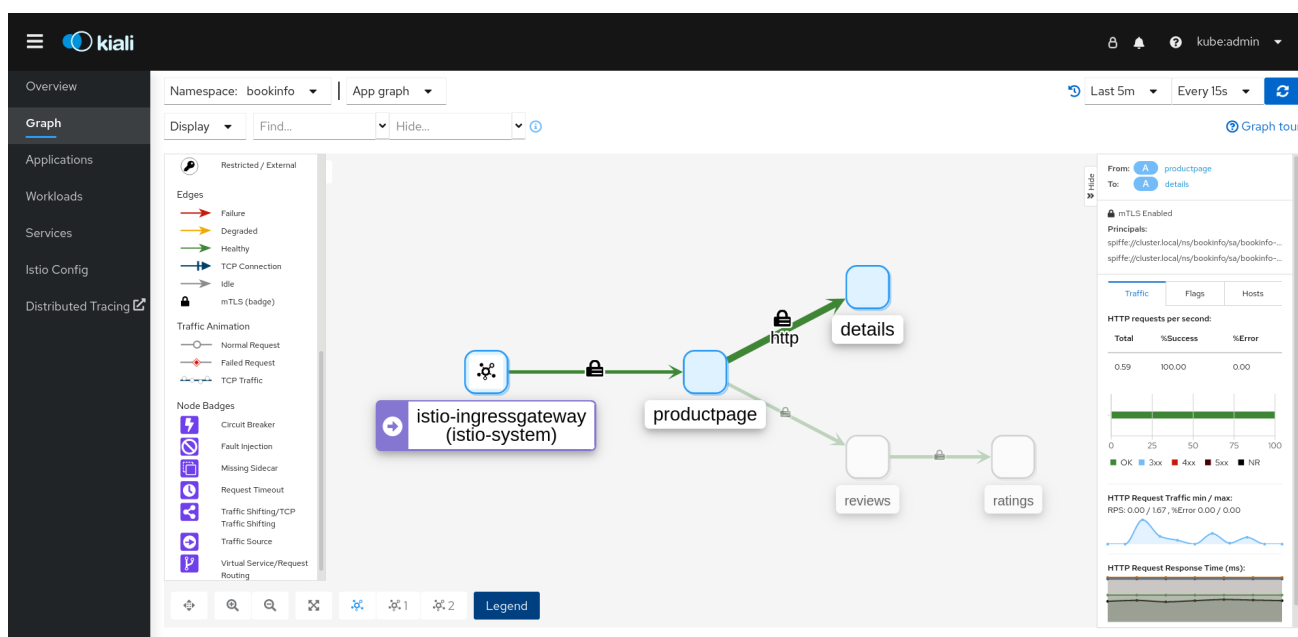 kiali
kube:admin
Overview
Graph
Applications
Workloads
Services
Istio Config
Distributed Tracing
Namespace: bookinfo
App graph
Last 5m
Every 15s
Display
Find...
Hide...
Graph tour
Restricted / External
Edges
Failure
Degraded
Healthy
TCP Connection
Idle
mTLS (badge)
Traffic Animation
Normal Request
Failed Request
TCP Traffic
Node Badges
Circuit Breaker
Fault Injection
Missing Sidecar
Request Timeout
Traffic Shifting/TCP
Traffic Shifting
Traffic Source
Virtual Service/Request
Routing
http
details
istio-ingressgateway
(istio-system)
productpage
reviews
ratings
1
2
Legend
Hide
From: A productpage
To: A details
mTLS Enabled
Principals:
spiffe://cluster.local/ns/bookinfo/sa/bookinfo-...
spiffe://cluster.local/ns/bookinfo/sa/bookinfo-...
Traffic Flags Hosts
HTTP requests per second:
Total %Success %Error
0.59 100.00 0.00
0 25 50 75 100
OK 3xx 4xx 5xx NR
HTTP Request Traffic min / max:
RPS: 0.00 / 1.67 , %Error 0.00 / 0.00
HTTP Request Response Time (ms):